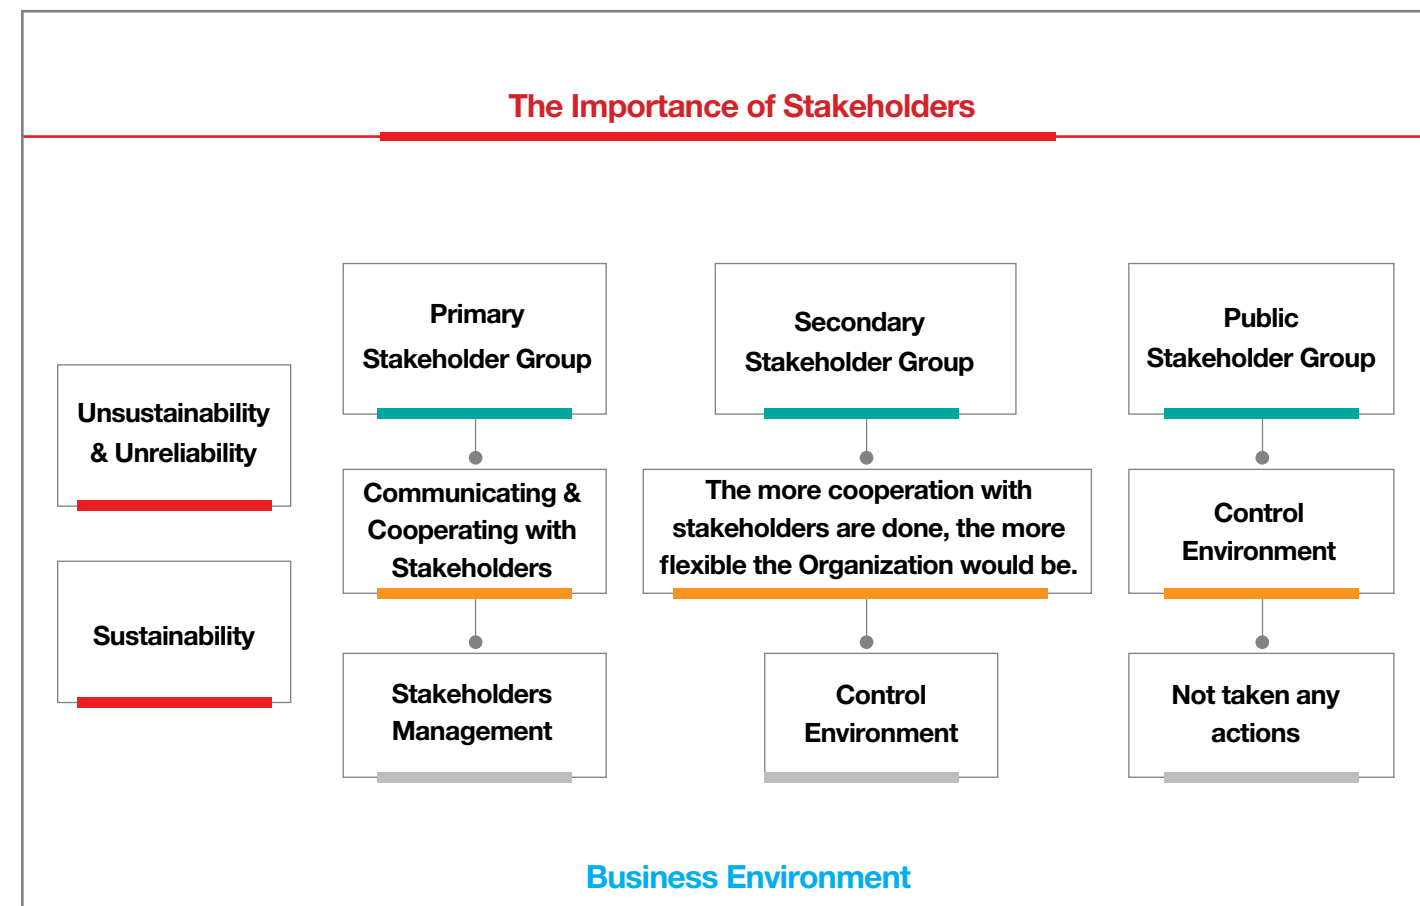 The Importance of Stakeholders
Primary
Stakeholder Group
Secondary
Stakeholder Group
Public
Stakeholder Group
Unsustainability
& Unreliability
Communicating &
Cooperating with
Stakeholders
The more cooperation with
stakeholders are done, the more
flexible the Organization would be.
Control
Environment
Sustainability
Stakeholders
Management
Control
Environment
Not taken any
actions
Business Environment